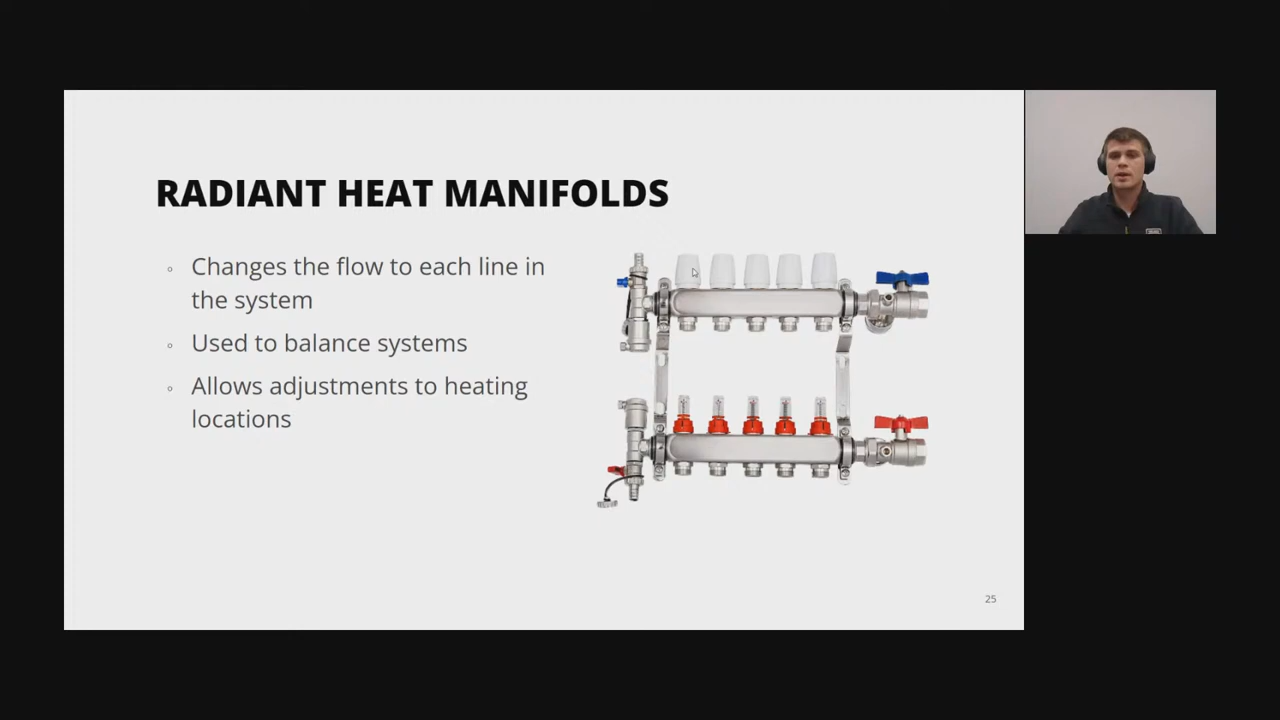 RADIANT HEAT MANIFOLDS
◦ Changes the flow to each line in
the system
◦ Used to balance systems
◦ Allows adjustments to heating
locations
25